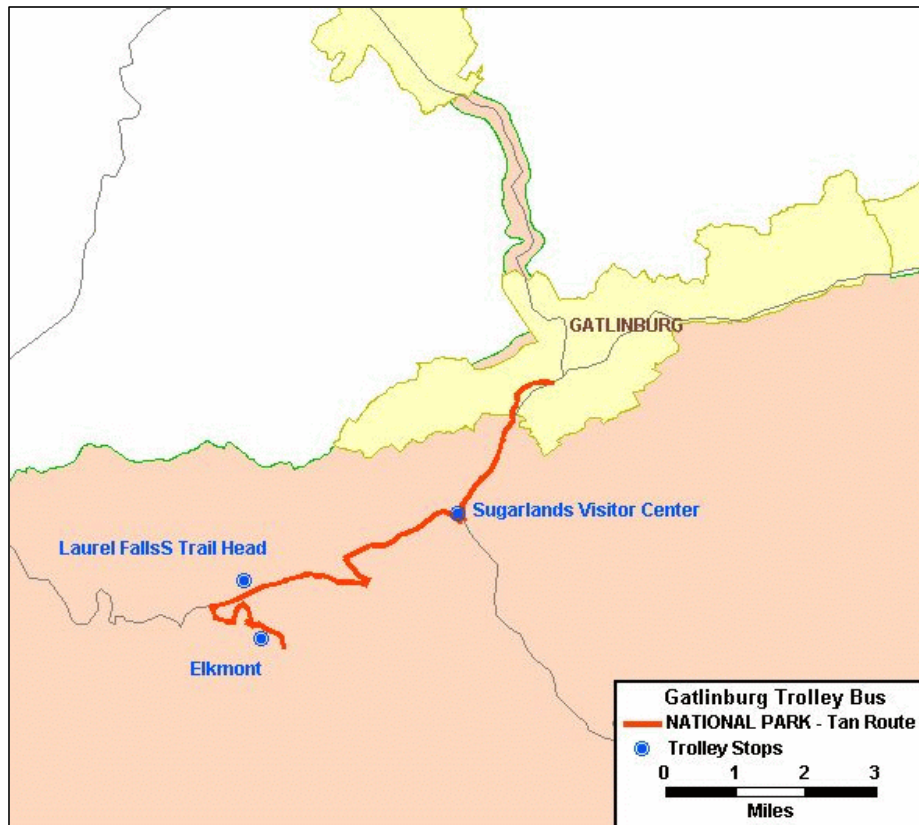 GATLINBURG
Sugarlands Visitor Center
Laurel FallsS Trail Head
Elkmont
Gatlinburg Trolley Bus
NATIONAL PARK - Tan Route
Trolley Stops
0 1 2 3
Miles